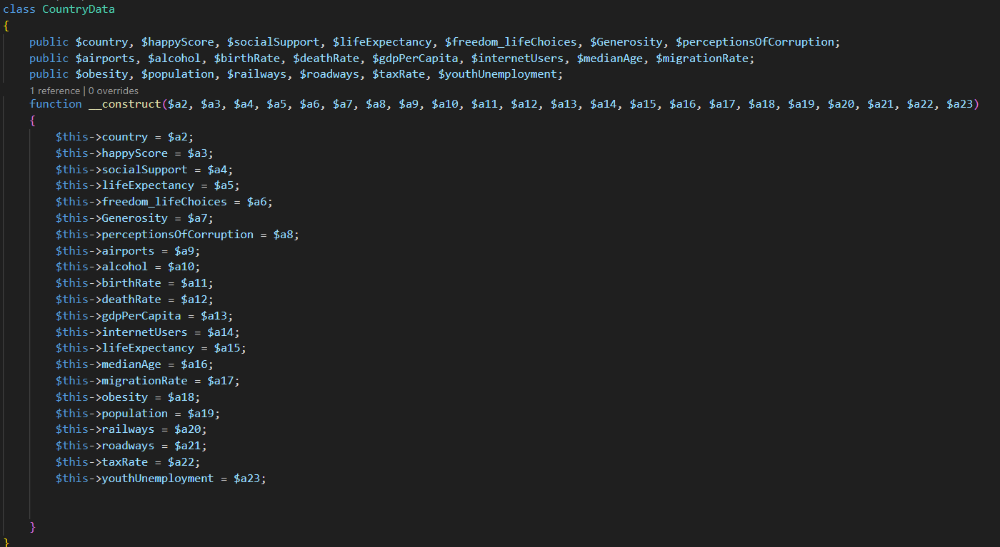 class CountryData
{
public $country, $happyScore, $socialSupport, $lifeExpectancy, $freedom_lifeChoices, $Generosity, $perceptionsOfCorruption;
public $airports, $alcohol, $birthRate, $deathRate, $gdpPerCapita, $internetUsers, $medianAge, $migrationRate;
public $obesity, $population, $railways, $roadways, $taxRate, $youthUnemployment;
1 reference | 0 overrides
function __construct($a2, $a3, $a4, $a5, $a6, $a7, $a8, $a9, $a10, $a11, $a12, $a13, $a14, $a15, $a16, $a17, $a18, $a19, $a20, $a21, $a22, $a23)
{
$this->country = $a2;
$this->happyScore = $a3;
$this->socialSupport = $a4;
$this->lifeExpectancy = $a5;
$this->freedom_lifeChoices = $a6;
$this->Generosity = $a7;
$this->perceptionsOfCorruption = $a8;
$this->airports = $a9;
$this->alcohol = $a10;
$this->birthRate = $a11;
$this->deathRate = $a12;
$this->gdpPerCapita = $a13;
$this->internetUsers = $a14;
$this->lifeExpectancy = $a15;
$this->medianAge = $a16;
$this->migrationRate = $a17;
$this->obesity = $a18;
$this->population = $a19;
$this->railways = $a20;
$this->roadways = $a21;
$this->taxRate = $a22;
$this->youthUnemployment = $a23;
}
}